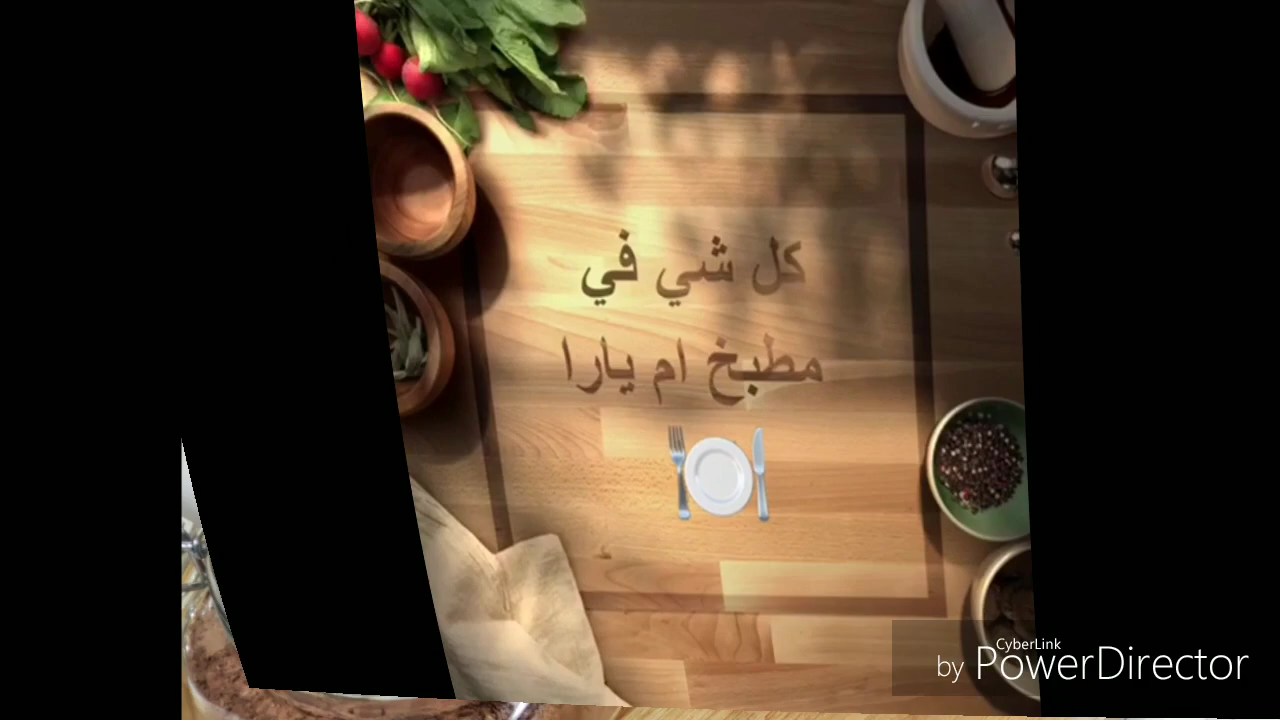 كل شي في
مطبخ ام يارا
CyberLink
by PowerDirector